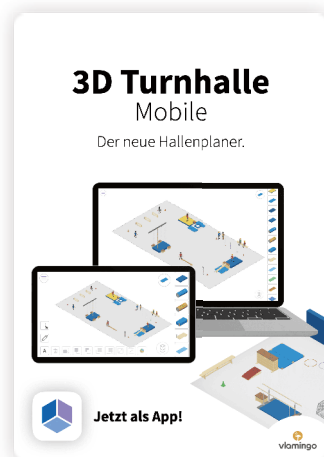 3D Turnhalle
Mobile
Der neue Hallenplaner.
Jetzt als App!
vlamingo